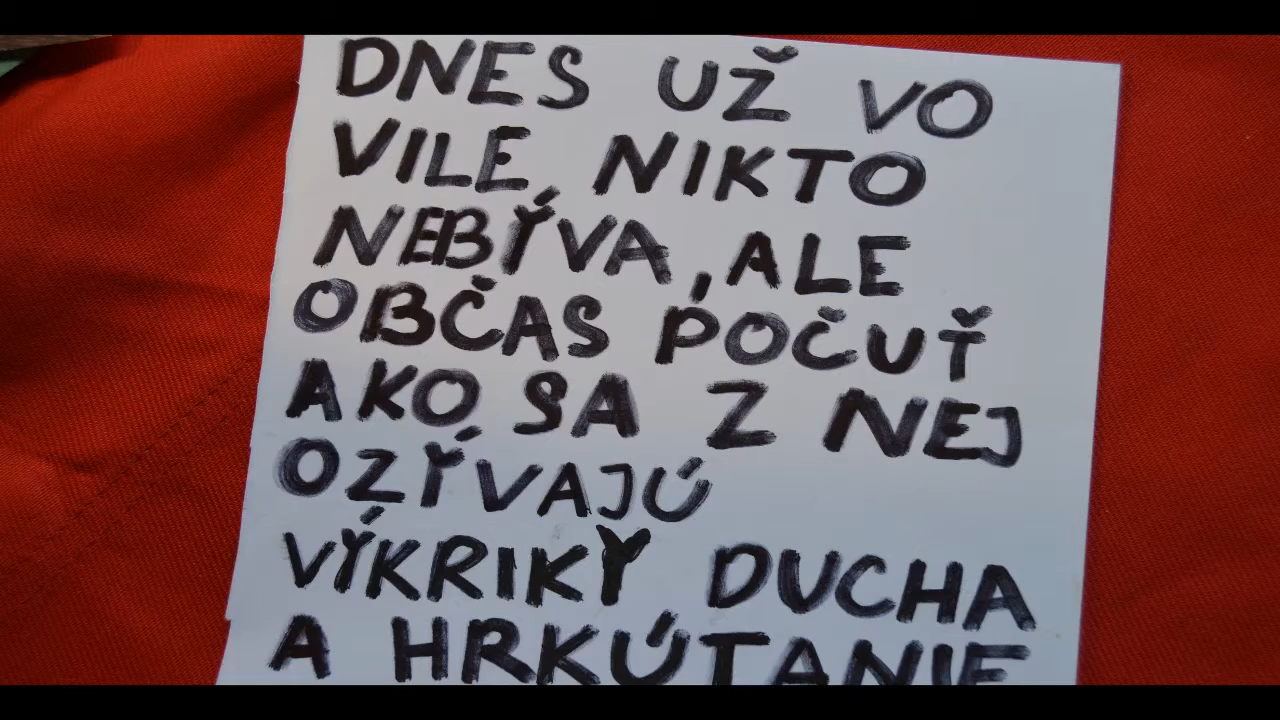 DNES UŽ VO
VILE NIKTO
NEBÝVA, ALE
OBČAS POČUŤ
AKO SA Z NEJ
OZÝVAJÚ
VÝKRIKY DUCHA
A HRKÚTANIE